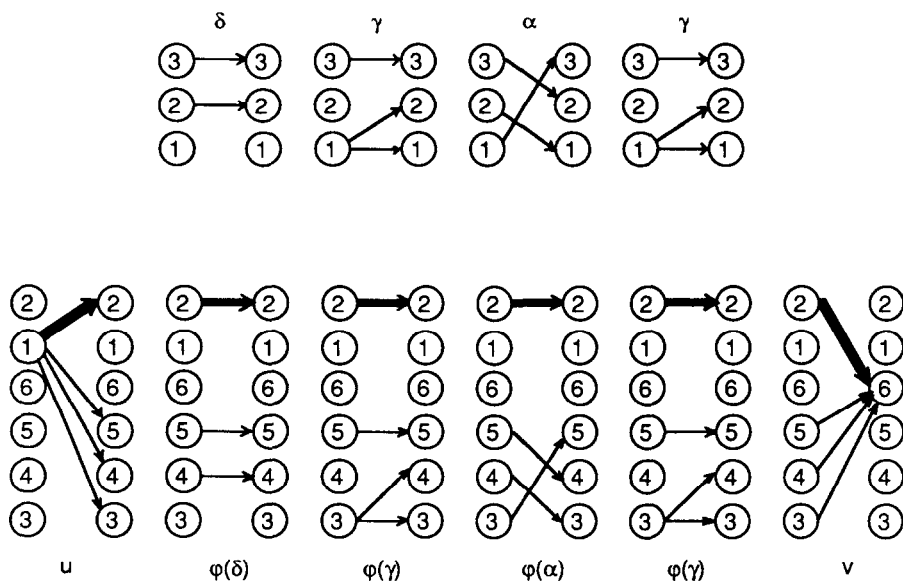 δ γ α γ
3 3 3 3 3 3 3 3
2 2 2 2 2 2 2 2
1 1 1 1 1 1 1 1
2 2 2 2 2 2 2 2 2 2 2 2
1 1 1 1 1 1 1 1 1 1 1 1
6 6 6 6 6 6 6 6 6 6 6 6
5 5 5 5 5 5 5 5 5 5 5 5
4 4 4 4 4 4 4 4 4 4 4 4
3 3 3 3 3 3 3 3 3 3 3 3
u φ(δ) φ(γ) φ(α) φ(γ) v